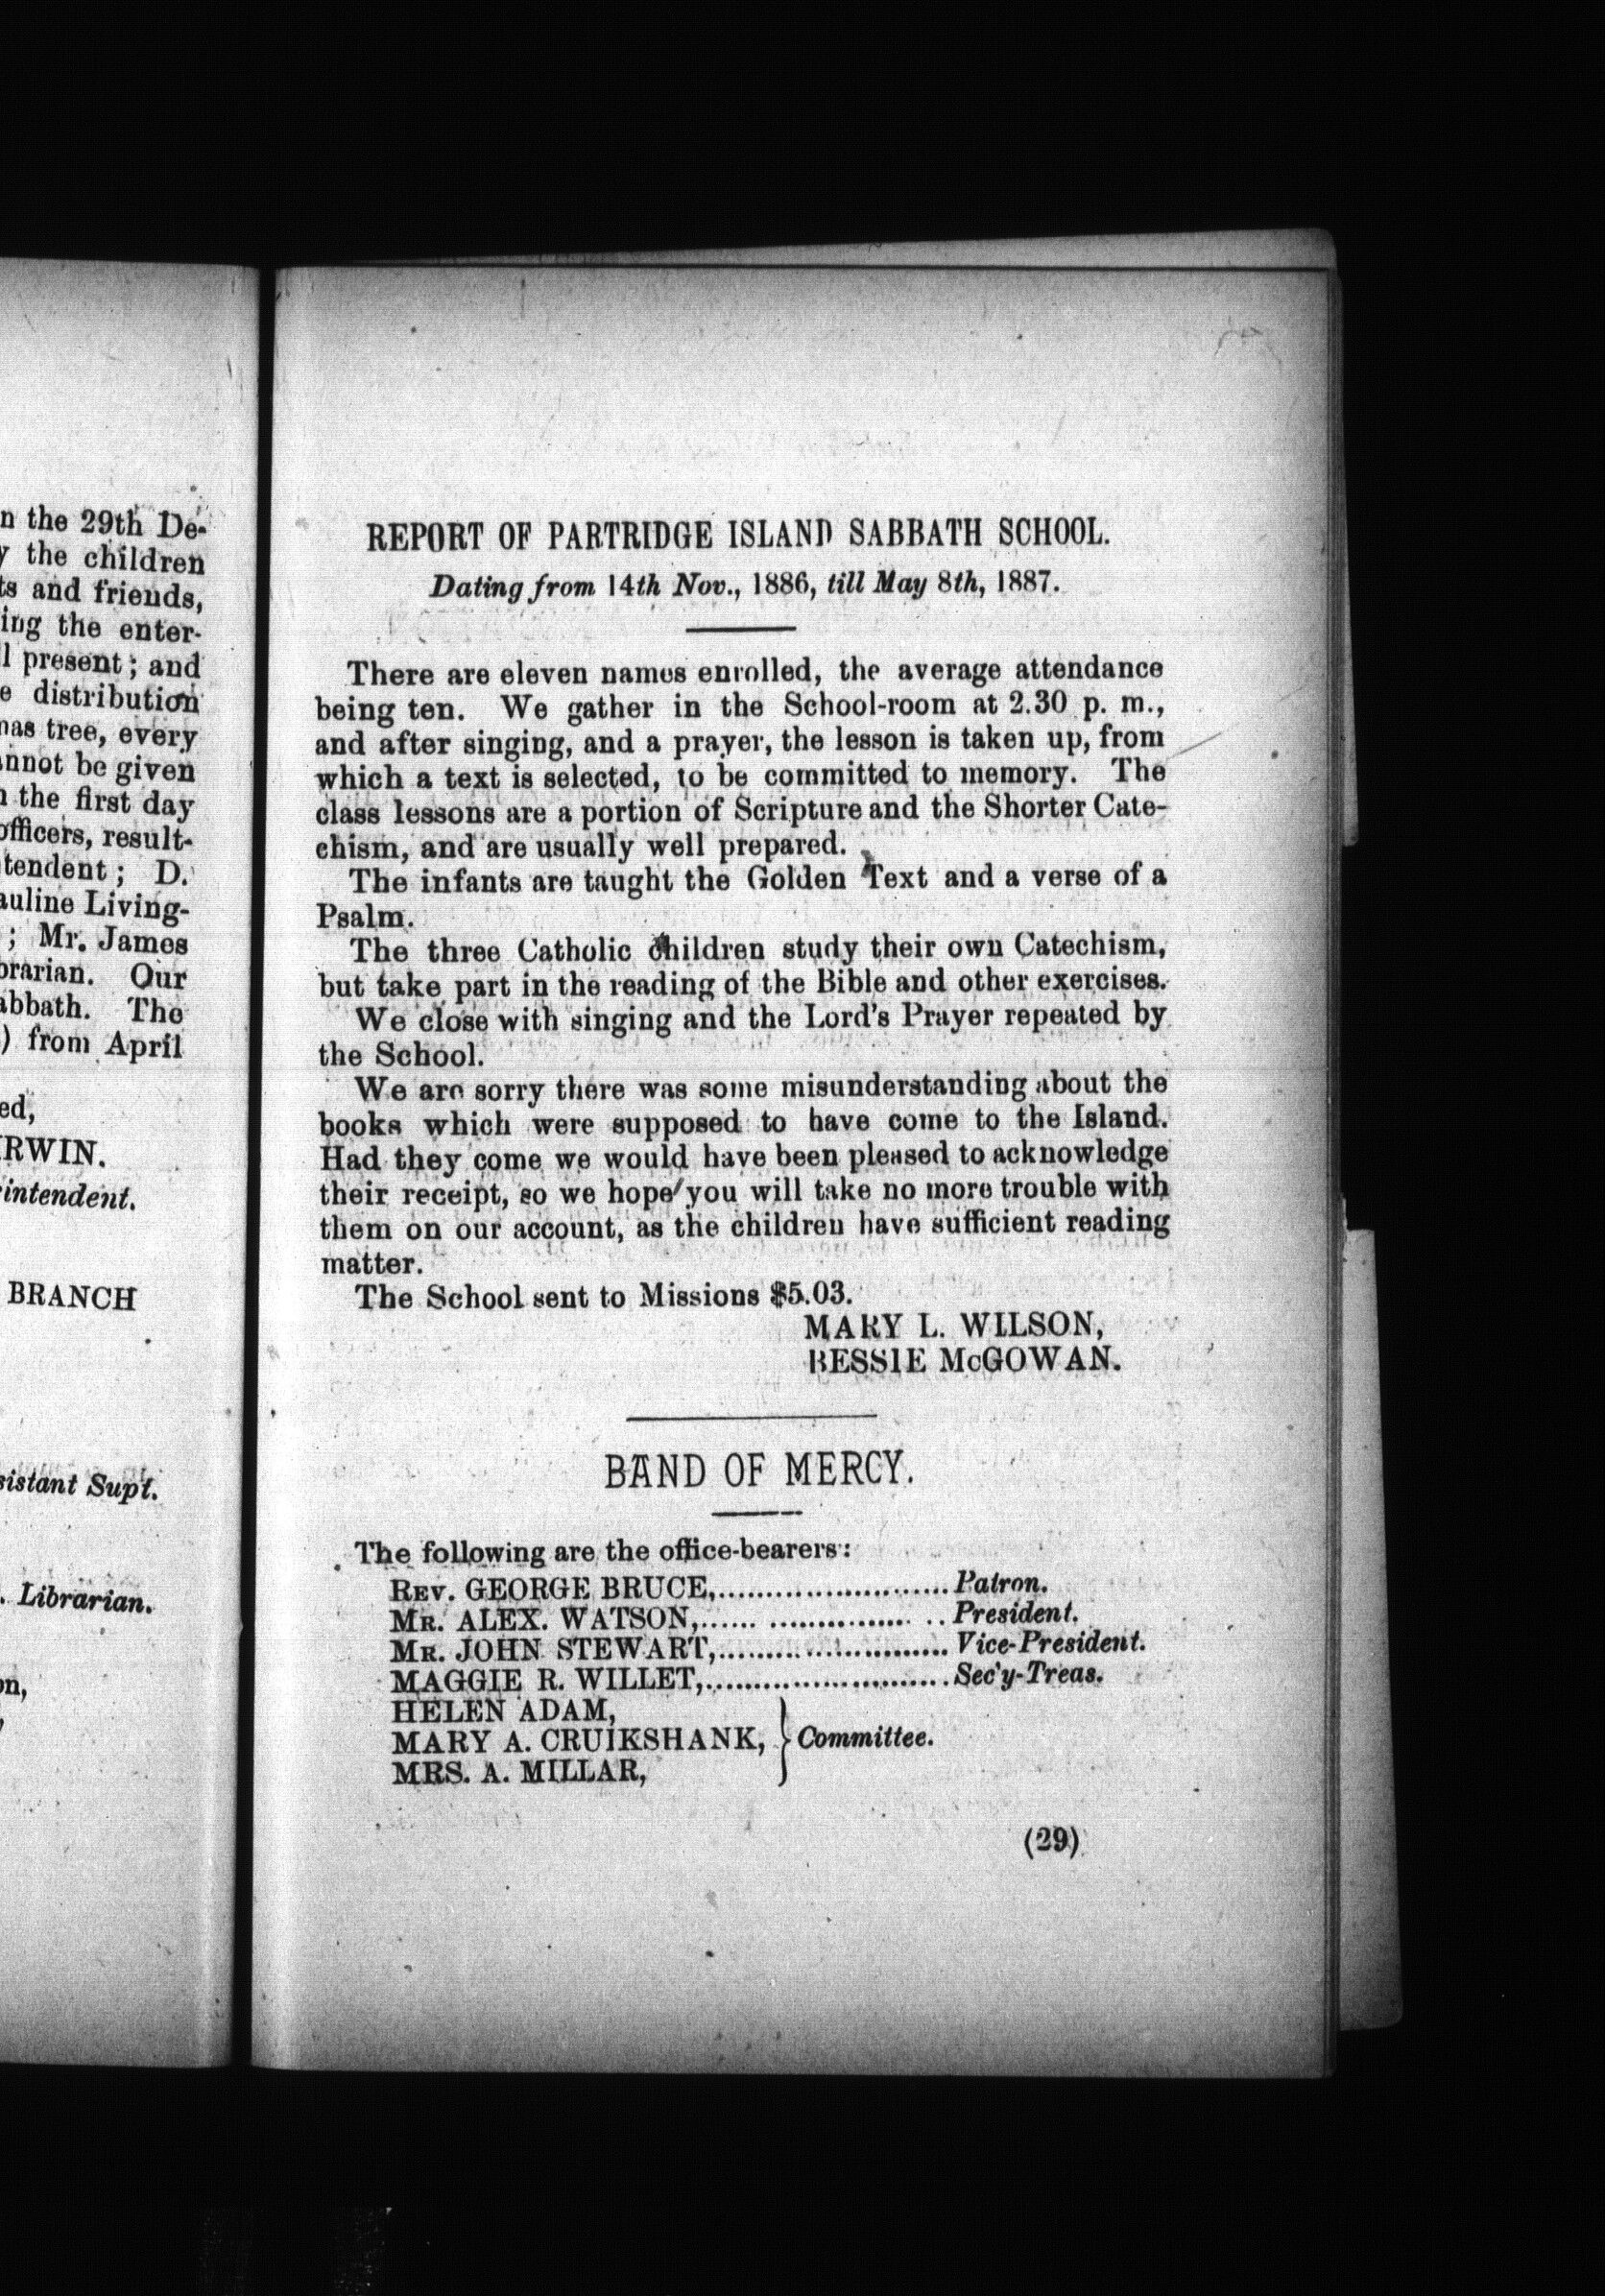 n the 29th De-
y the children
ts and friends,
ing the enter-
l present; and
e distribution
nas tree, every
nnot be given
n the first day
officers, result-
tendent; D.
auline Living-
; Mr. James
brarian. Our
abbath. The
) from April
ed,
RWIN.
intendent.
BRANCH
sistant Supt.
. Librarian.
on,
REPORT OF PARTRIDGE ISLAND SABBATH SCHOOL.
Dating from 14th Nov., 1886, till May 8th, 1887.
There are eleven names enrolled, the average attendance
being ten. We gather in the School-room at 2.30 p. m.,
and after singing, and a prayer, the lesson is taken up, from
which a text is selected, to be committed to memory. The
class lessons are a portion of Scripture and the Shorter Cate-
chism, and are usually well prepared.
The infants are taught the Golden Text and a verse of a
Psalm.
The three Catholic children study their own Catechism,
but take part in the reading of the Bible and other exercises.
We close with singing and the Lord's Prayer repeated by
the School.
We are sorry there was some misunderstanding about the
books which were supposed to have come to the Island.
Had they come we would have been pleased to acknowledge
their receipt, so we hope you will take no more trouble with
them on our account, as the children have sufficient reading
matter.
The School sent to Missions $5.03.
MARY L. WILSON,
BESSIE McGOWAN.
BAND OF MERCY.
The following are the office-bearers:
REV. GEORGE BRUCE,........................Patron.
MR. ALEX. WATSON,...... ............... ..President.
MR. JOHN STEWART,........................Vice-President.
MAGGIE R. WILLET,.........................Sec'y-Treas.
HELEN ADAM,
MARY A. CRUIKSHANK, } Committee.
MRS. A. MILLAR,
(29)